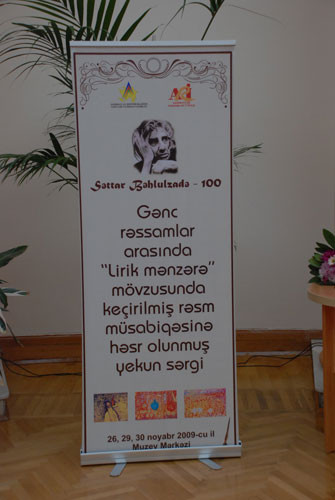 Səttar Bəhlulzadə - 100
Gənc
rəssamlar
arasında
"Lirik mənzərə"
mövzusunda
keçirilmiş rəsm
müsabiqəsinə
həsr olunmuş
yekun sərgi
26, 29, 30 noyabr 2009-cu il
Muzey Mərkəzi